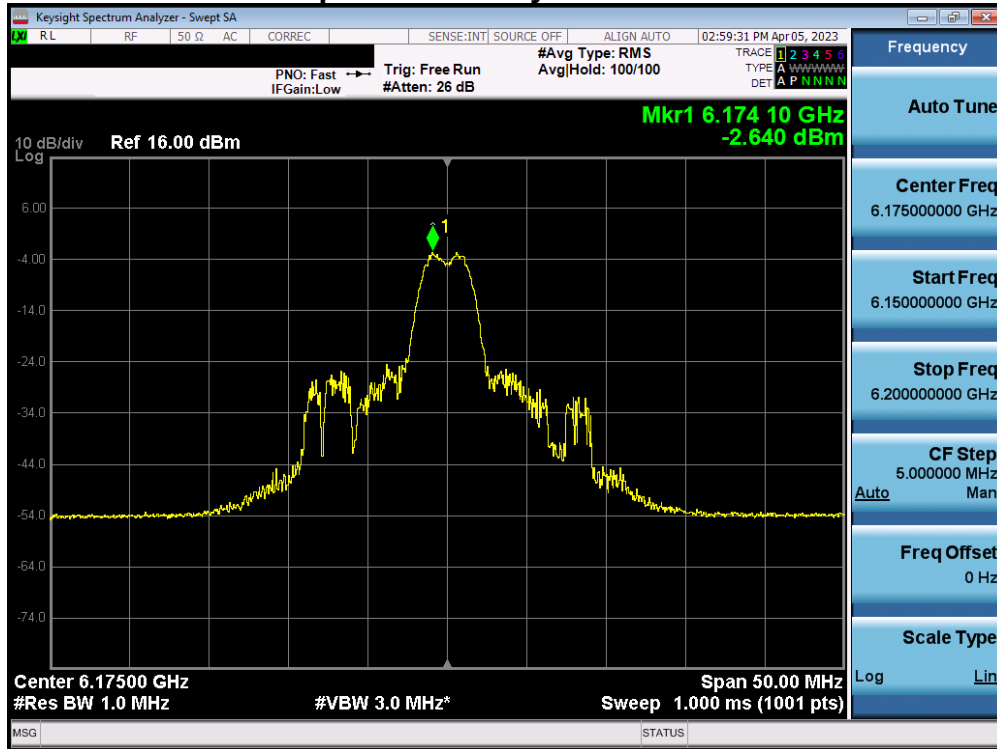 Keysight Spectrum Analyzer - Swept SA
LXI RL RF 50 Ω AC CORREC SENSE:INT SOURCE OFF ALIGN AUTO 02:59:31 PM Apr 05, 2023
PNO: Fast
IFGain:Low
Trig: Free Run
#Atten: 26 dB
#Avg Type: RMS
Avg|Hold: 100/100
TRACE 1 2 3 4 5 6
TYPE A WWWWW
DET A P N N N N
Mkr1 6.174 10 GHz
-2.640 dBm
10 dB/div Ref 16.00 dBm
Log
1
6.00
-4.00
-14.0
-24.0
-34.0
-44.0
-54.0
-64.0
-74.0
Center 6.17500 GHz Span 50.00 MHz
#Res BW 1.0 MHz #VBW 3.0 MHz* Sweep 1.000 ms (1001 pts)
MSG STATUS
Frequency
Auto Tune
Center Freq
6.175000000 GHz
Start Freq
6.150000000 GHz
Stop Freq
6.200000000 GHz
CF Step
5.000000 MHz
Auto Man
Freq Offset
0 Hz
Scale Type
Log Lin